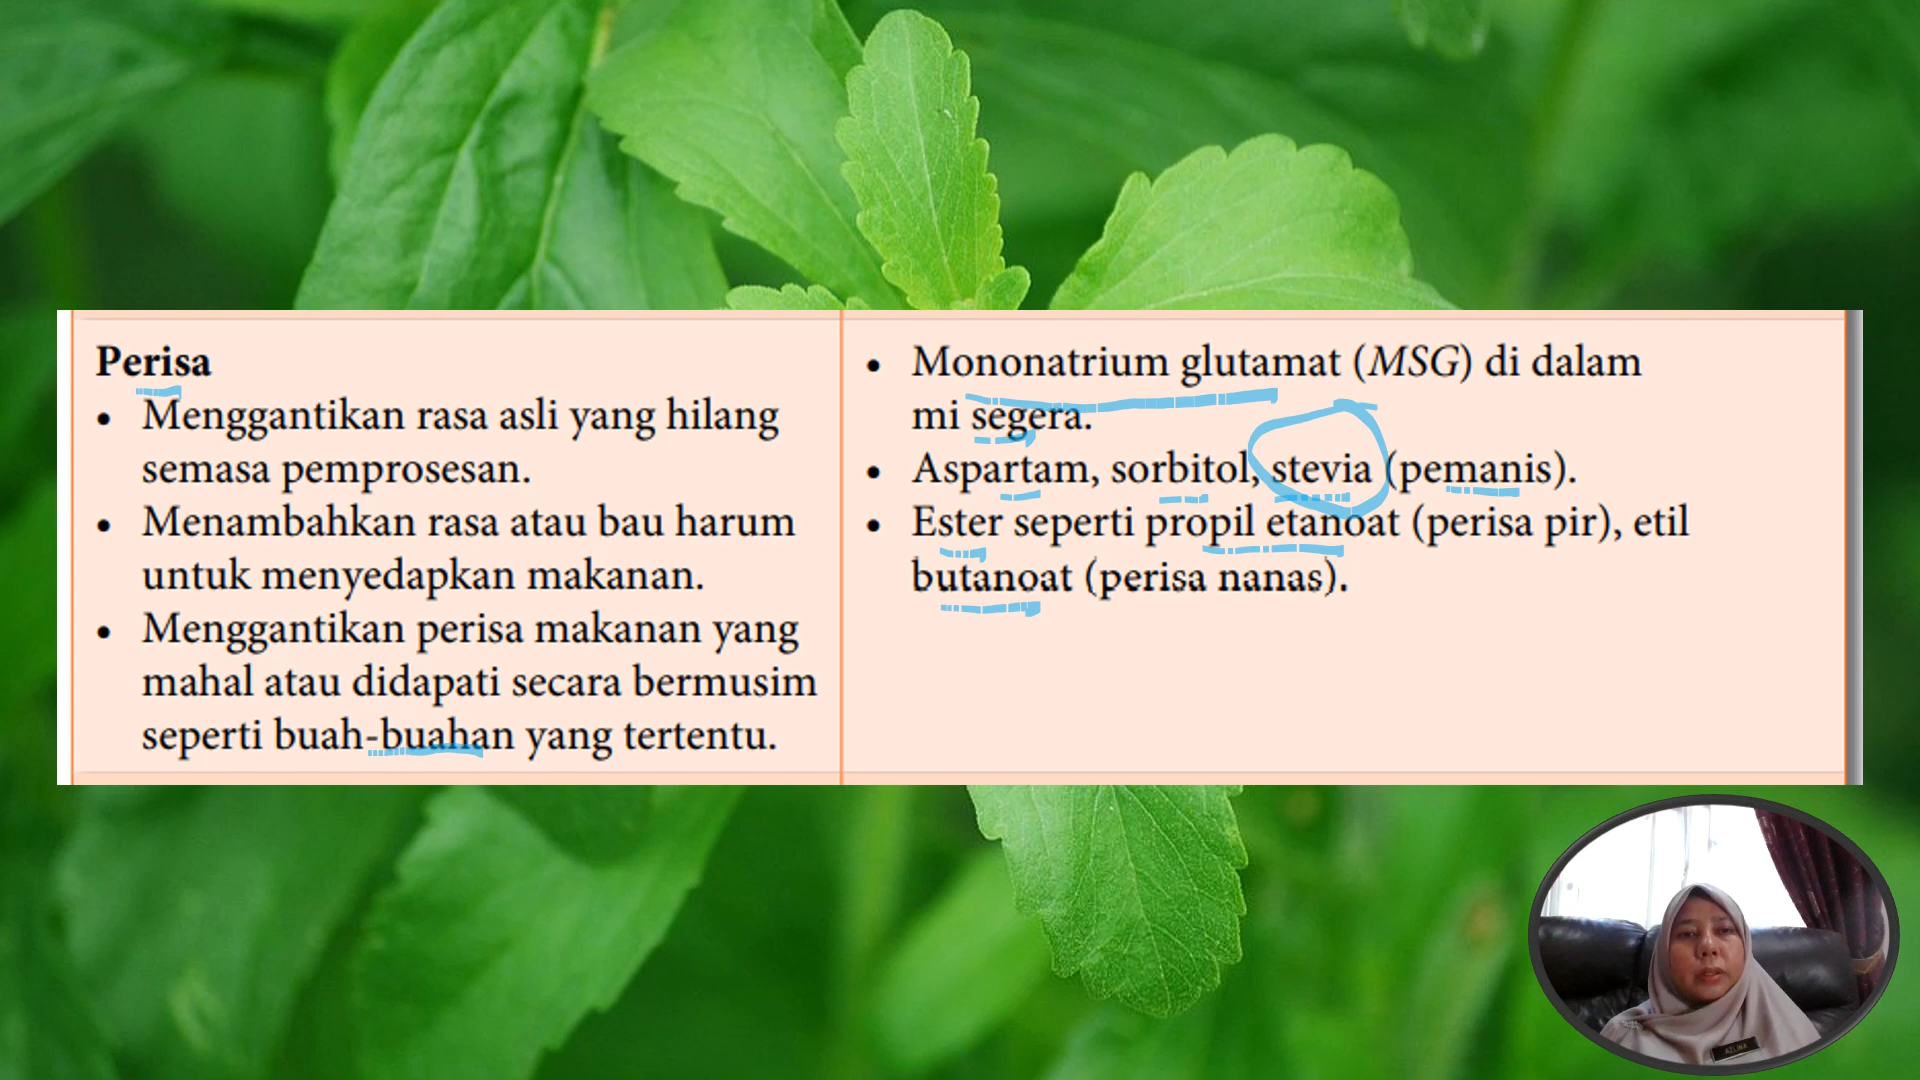 Perisa
• Menggantikan rasa asli yang hilang
semasa pemprosesan.
• Menambahkan rasa atau bau harum
untuk menyedapkan makanan.
• Menggantikan perisa makanan yang
mahal atau didapati secara bermusim
seperti buah-buahan yang tertentu.
• Mononatrium glutamat (MSG) di dalam
mi segera.
• Aspartam, sorbitol, stevia (pemanis).
• Ester seperti propil etanoat (perisa pir), etil
butanoat (perisa nanas).
AZLINA